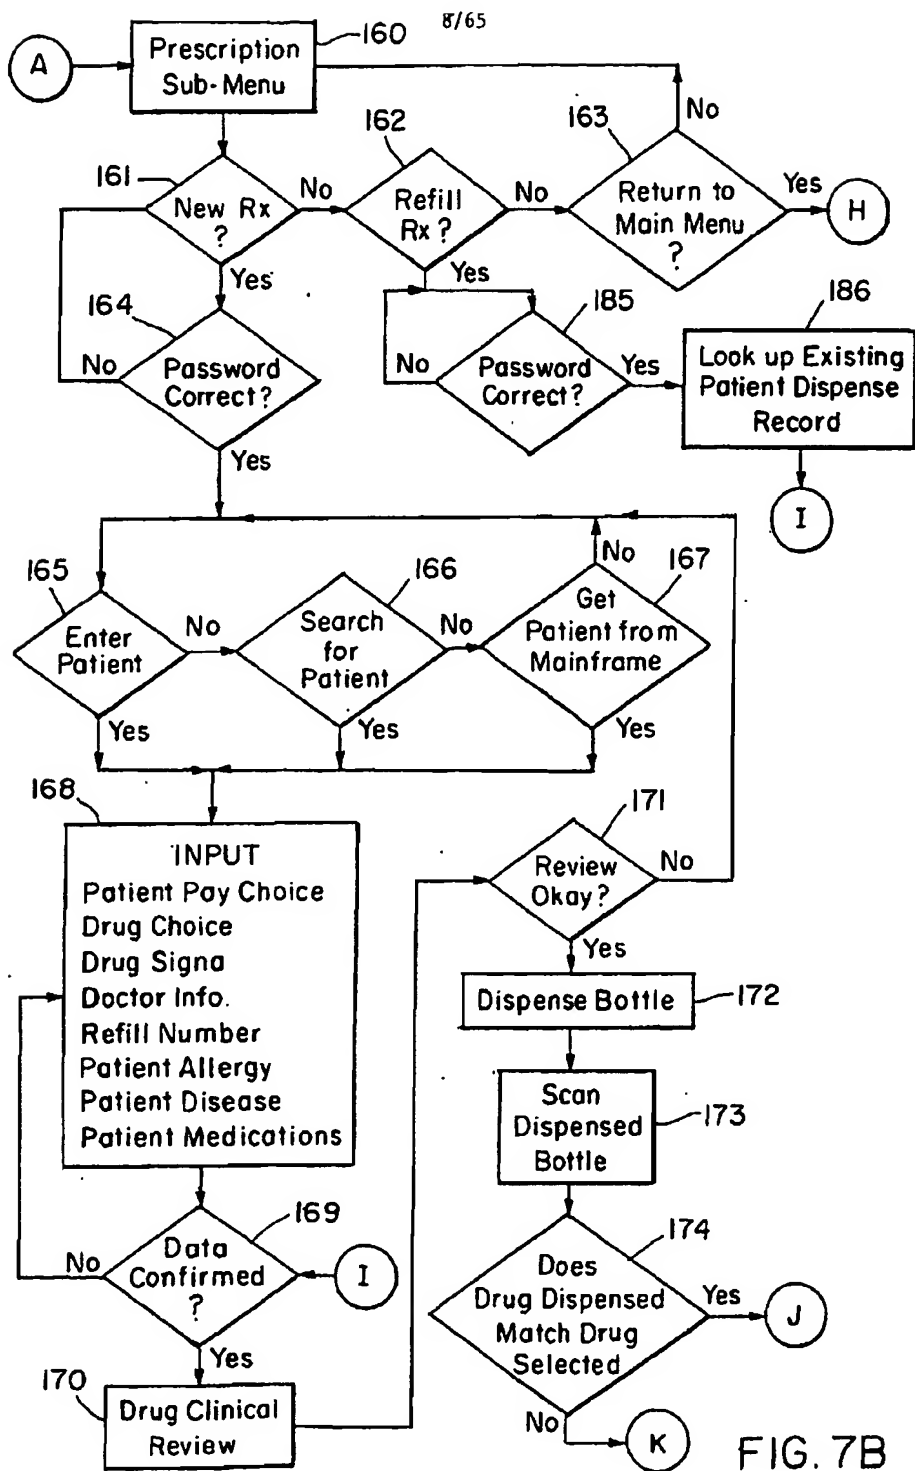 8/65
A
Prescription
Sub-Menu
160
No
161
New Rx
?
No
162
Refill
Rx?
No
163
Return to
Main Menu
?
Yes
H
Yes
Yes
164
Password
Correct?
No
Yes
185
Password
Correct?
No
Yes
186
Look up Existing
Patient Dispense
Record
I
165
Enter
Patient
No
Yes
166
Search
for
Patient
No
Yes
167
Get
Patient from
Mainframe
No
Yes
168
INPUT
Patient Pay Choice
Drug Choice
Drug Signa
Doctor Info.
Refill Number
Patient Allergy
Patient Disease
Patient Medications
169
Data
Confirmed
?
No
I
Yes
170
Drug Clinical
Review
171
Review
Okay?
No
Yes
Dispense Bottle
172
Scan
Dispensed
Bottle
173
174
Does
Drug Dispensed
Match Drug
Selected
Yes
J
No
K
FIG. 7B